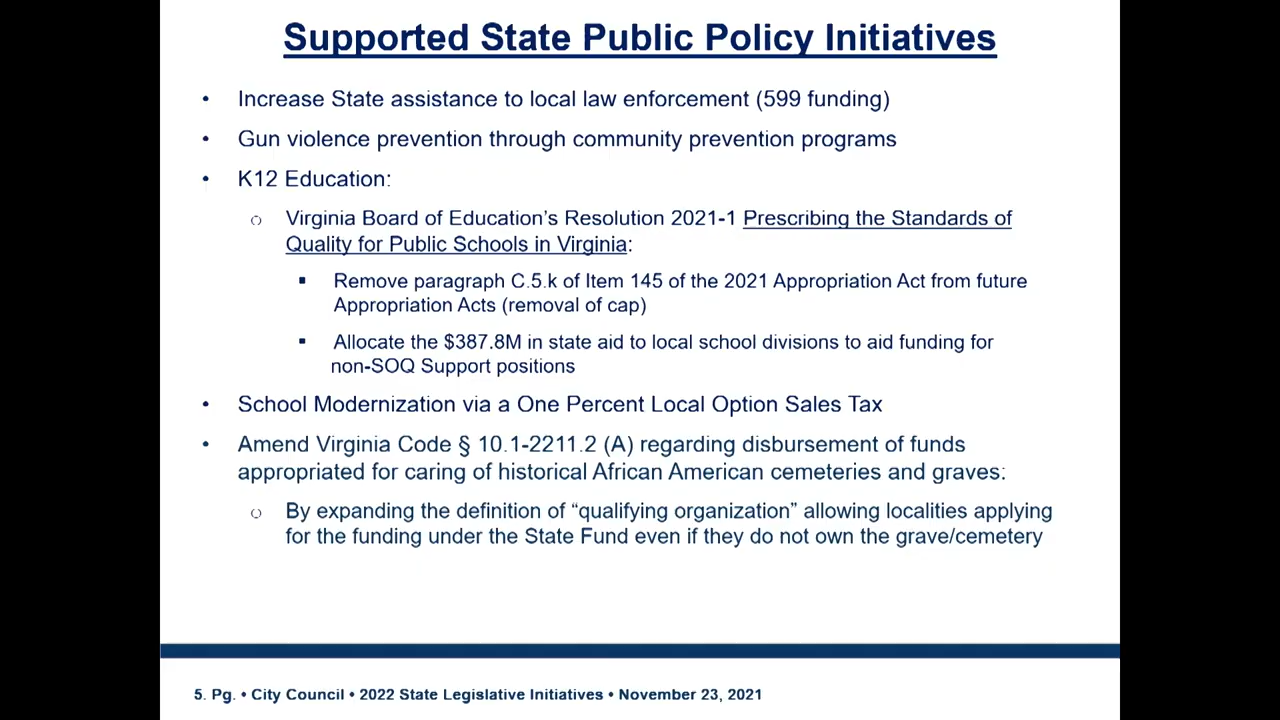 Supported State Public Policy Initiatives
• Increase State assistance to local law enforcement (599 funding)
• Gun violence prevention through community prevention programs
• K12 Education:
o Virginia Board of Education's Resolution 2021-1 Prescribing the Standards of
Quality for Public Schools in Virginia:
▪ Remove paragraph C.5.k of Item 145 of the 2021 Appropriation Act from future
Appropriation Acts (removal of cap)
▪ Allocate the $387.8M in state aid to local school divisions to aid funding for
non-SOQ Support positions
• School Modernization via a One Percent Local Option Sales Tax
• Amend Virginia Code § 10.1-2211.2 (A) regarding disbursement of funds
appropriated for caring of historical African American cemeteries and graves:
o By expanding the definition of “qualifying organization” allowing localities applying
for the funding under the State Fund even if they do not own the grave/cemetery
5. Pg. • City Council • 2022 State Legislative Initiatives • November 23, 2021